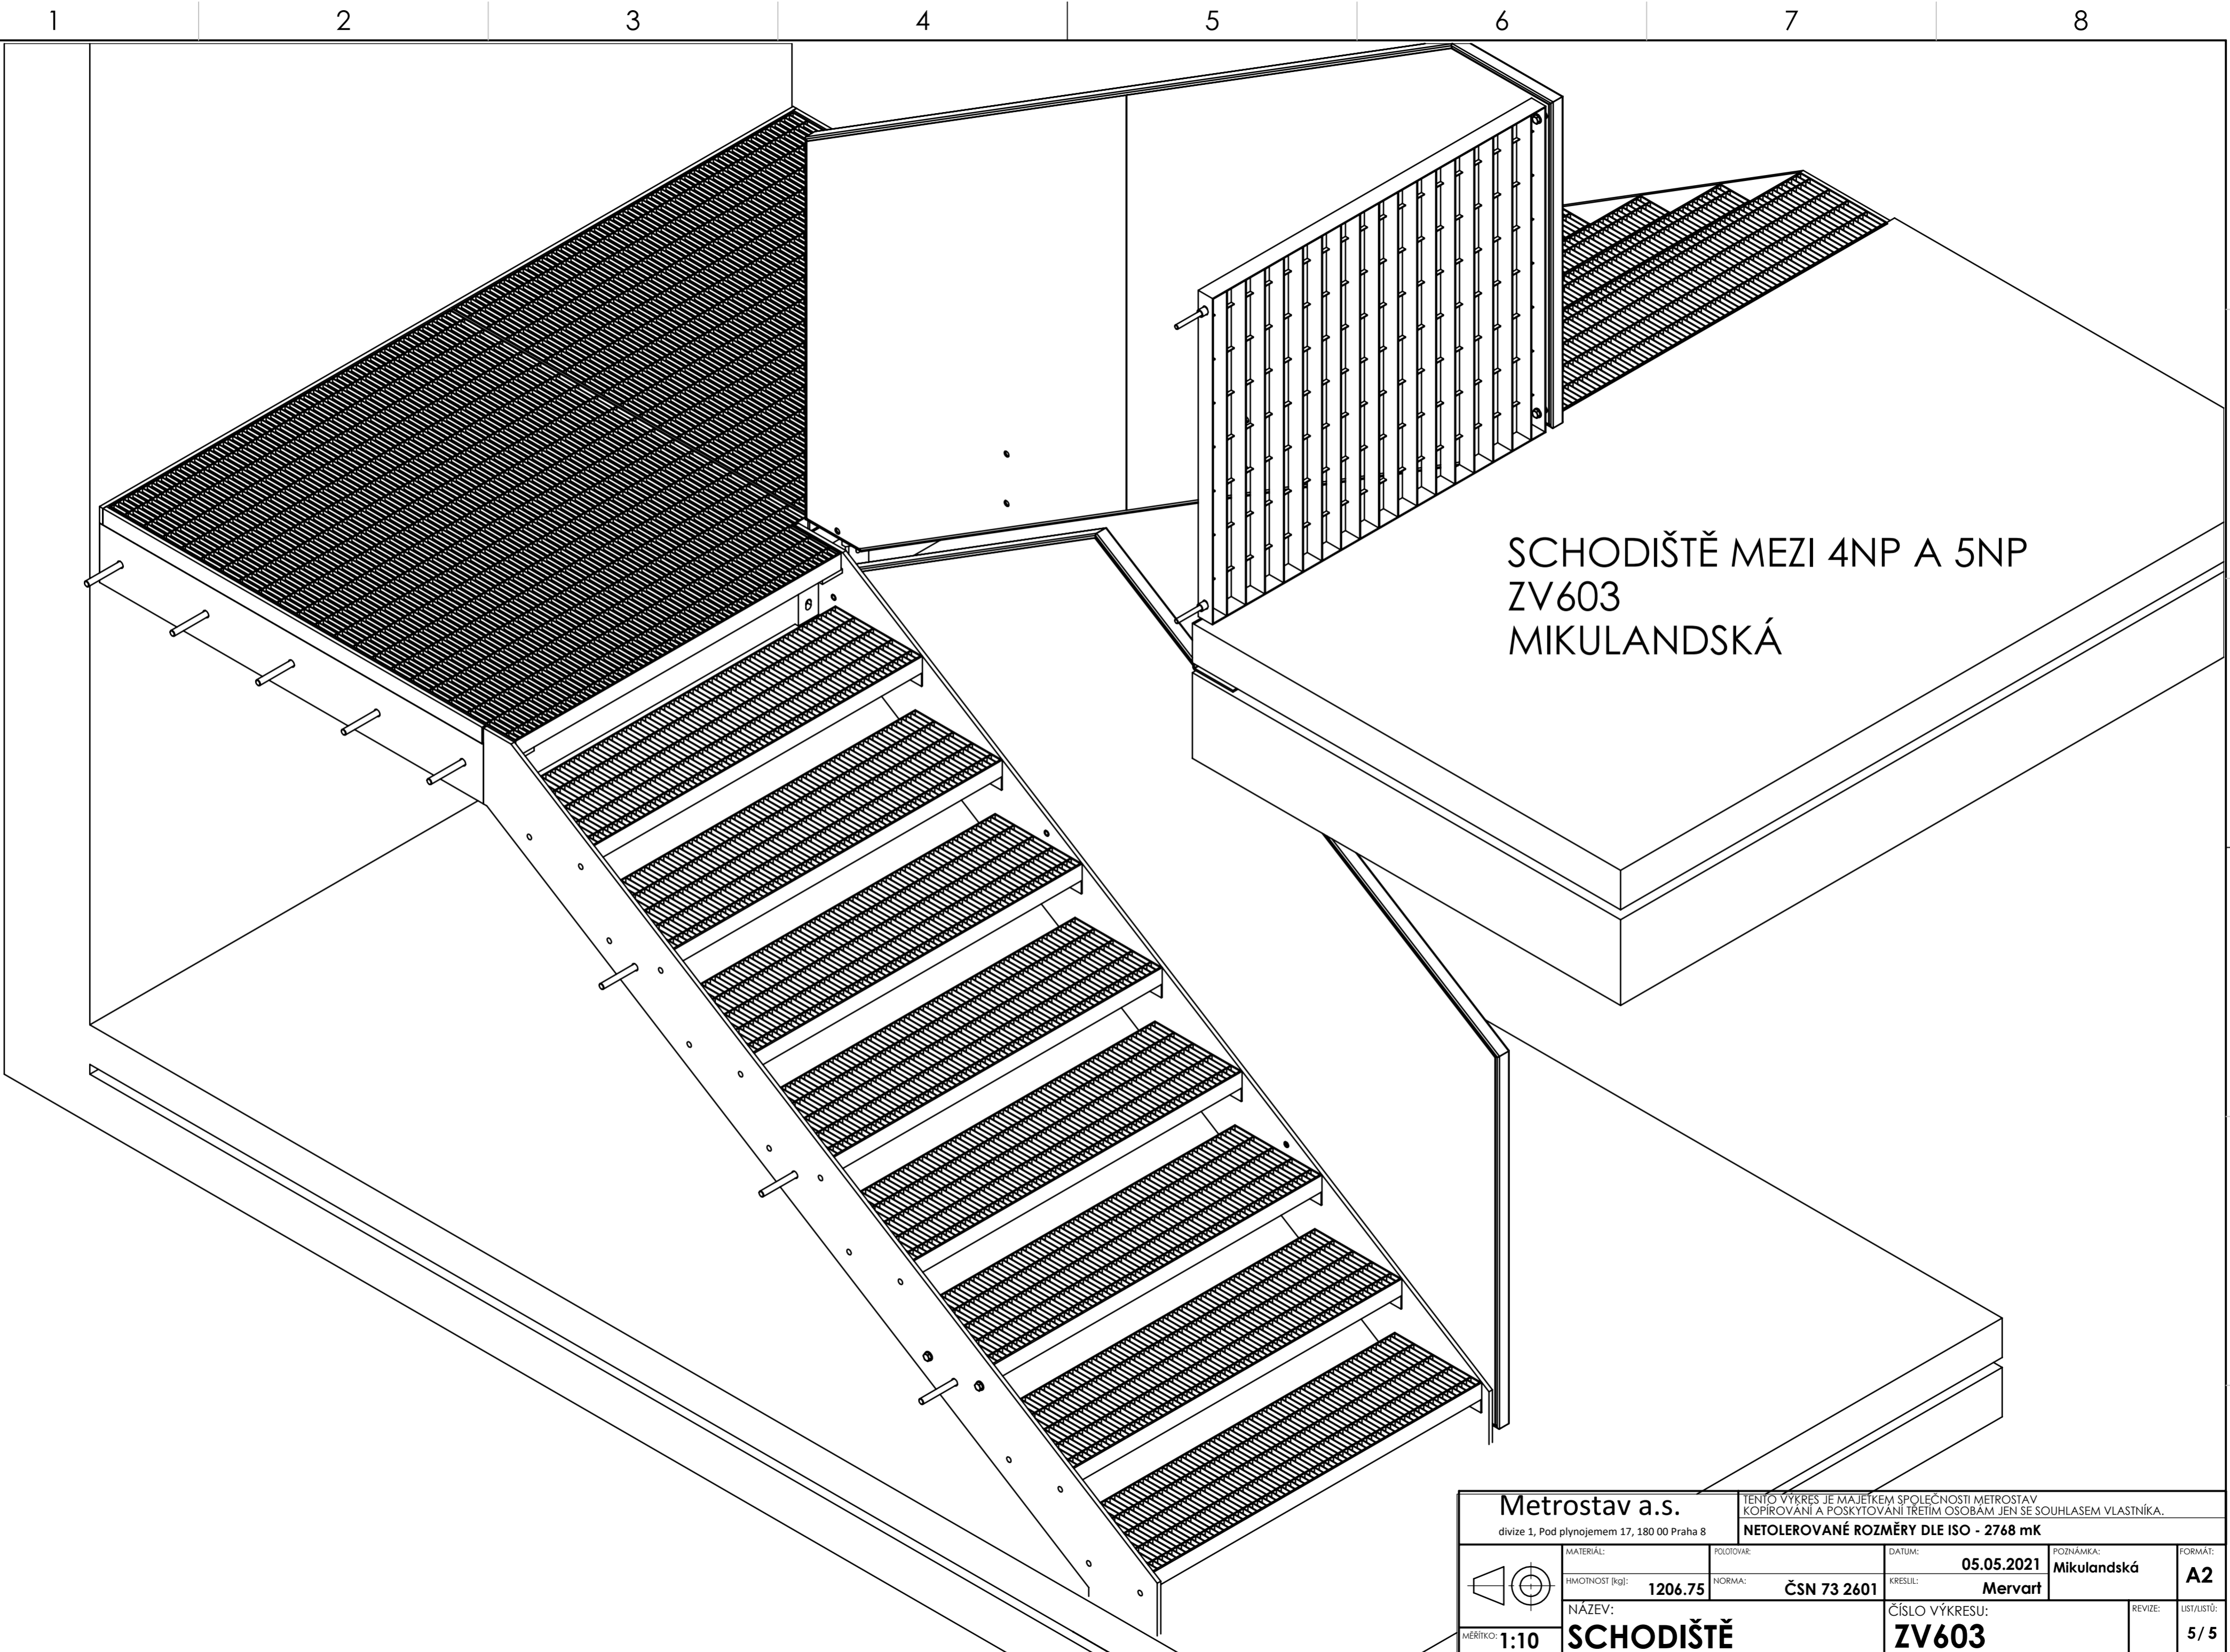 1 2 3 4 5 6 7 8
SCHODIŠTĚ MEZI 4NP A 5NP
ZV603
MIKULANDSKÁ
Metrostav a.s.
divize 1, Pod plynojemem 17, 180 00 Praha 8
TENTO VÝKRES JE MAJETKEM SPOLEČNOSTI METROSTAV
KOPÍROVÁNÍ A POSKYTOVÁNÍ TŘETÍM OSOBÁM JEN SE SOUHLASEM VLASTNÍKA.
NETOLEROVANÉ ROZMĚRY DLE ISO - 2768 mK
MATERIÁL:
POLOTOVAR:
DATUM: 05.05.2021
POZNÁMKA: Mikulandská
FORMÁT: A2
HMOTNOST [kg]: 1206.75
NORMA: ČSN 73 2601
KRESLIL: Mervart
MĚŘÍTKO: 1:10
NÁZEV: SCHODIŠTĚ
ČÍSLO VÝKRESU: ZV603
REVIZE:
LIST/LISTŮ: 5/ 5